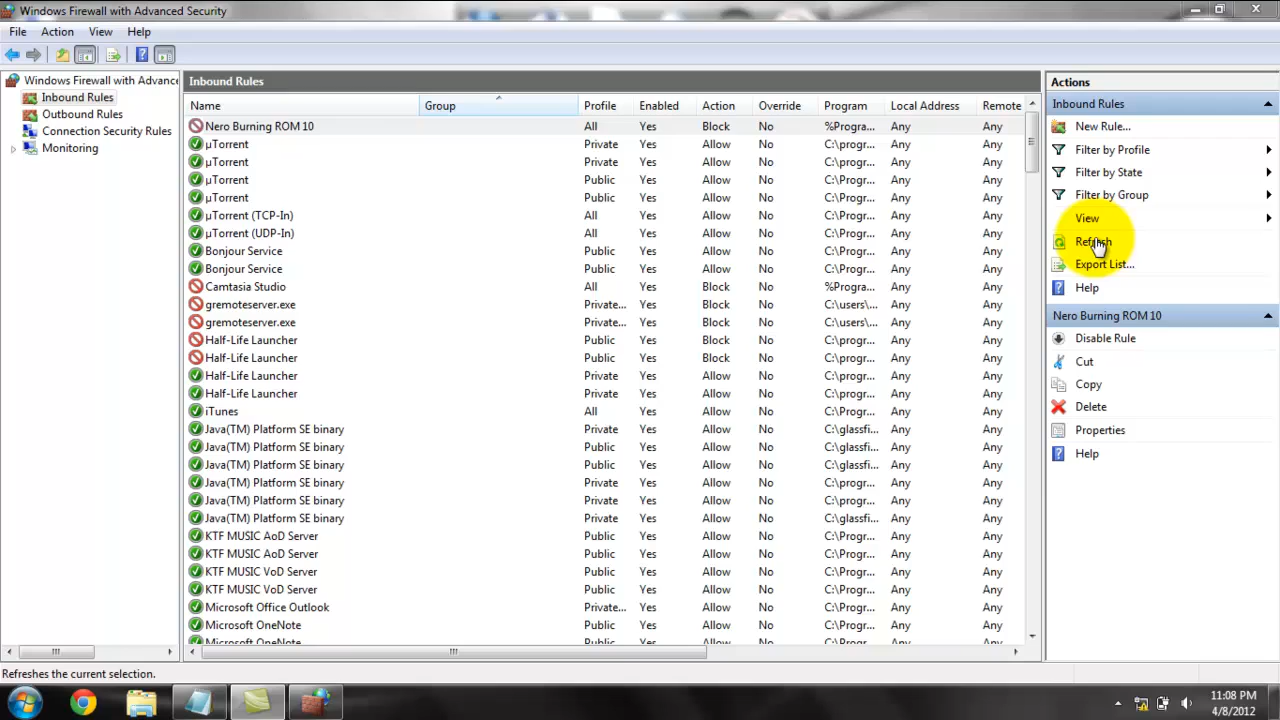 Windows Firewall with Advanced Security
File Action View Help
Windows Firewall with Advance
Inbound Rules
Outbound Rules
Connection Security Rules
Monitoring
Inbound Rules
Name Group Profile Enabled Action Override Program Local Address Remote
Nero Burning ROM 10 All Yes Block No %Progra... Any Any
µTorrent Private Yes Allow No C:\progr... Any Any
µTorrent Private Yes Allow No C:\progr... Any Any
µTorrent Public Yes Allow No C:\progr... Any Any
µTorrent Public Yes Allow No C:\progr... Any Any
µTorrent (TCP-In) All Yes Allow No C:\Progr... Any Any
µTorrent (UDP-In) All Yes Allow No C:\Progr... Any Any
Bonjour Service Public Yes Allow No C:\Progr... Any Any
Bonjour Service Public Yes Allow No C:\Progr... Any Any
Camtasia Studio All Yes Block No %Progra... Any Any
gremoteserver.exe Private... Yes Block No C:\users\... Any Any
gremoteserver.exe Private... Yes Block No C:\users\... Any Any
Half-Life Launcher Public Yes Block No C:\progr... Any Any
Half-Life Launcher Public Yes Block No C:\progr... Any Any
Half-Life Launcher Private Yes Allow No C:\progr... Any Any
Half-Life Launcher Private Yes Allow No C:\progr... Any Any
iTunes All Yes Allow No C:\Progr... Any Any
Java(TM) Platform SE binary Private Yes Allow No C:\glassfi... Any Any
Java(TM) Platform SE binary Public Yes Allow No C:\glassfi... Any Any
Java(TM) Platform SE binary Public Yes Allow No C:\progr... Any Any
Java(TM) Platform SE binary Private Yes Allow No C:\progr... Any Any
Java(TM) Platform SE binary Private Yes Allow No C:\progr... Any Any
Java(TM) Platform SE binary Private Yes Allow No C:\glassfi... Any Any
KTF MUSIC AoD Server Public Yes Allow No C:\Progr... Any Any
KTF MUSIC AoD Server Private Yes Allow No C:\Progr... Any Any
KTF MUSIC VoD Server Public Yes Allow No C:\Progr... Any Any
KTF MUSIC VoD Server Public Yes Allow No C:\Progr... Any Any
Microsoft Office Outlook Private... Yes Allow No C:\Progr... Any Any
Microsoft OneNote Public Yes Allow No C:\Progr... Any Any
Microsoft OneNote Public Yes Allow No C:\Progr... Any Any
Actions
Inbound Rules
New Rule...
Filter by Profile
Filter by State
Filter by Group
View
Refresh
Export List...
Help
Nero Burning ROM 10
Disable Rule
Cut
Copy
Delete
Properties
Help
Refreshes the current selection.
11:08 PM
4/8/2012